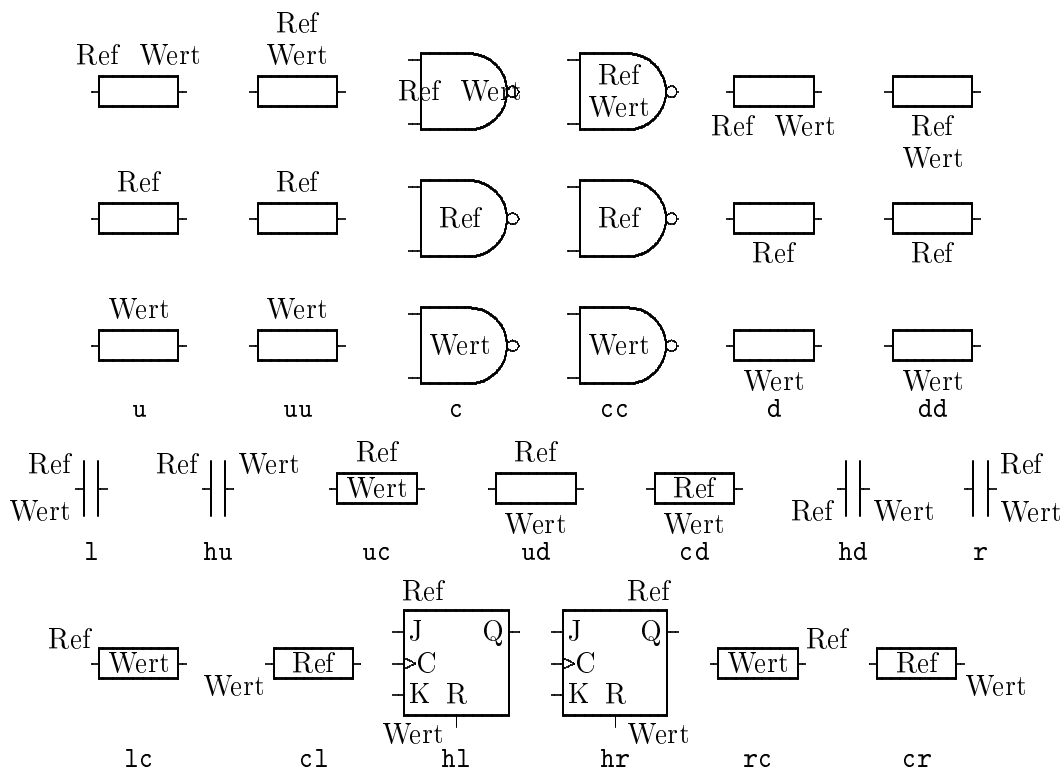 Ref
Ref Wert Wert
Ref Wert Ref
Wert
Ref Wert Ref
Wert
Ref Ref
Ref Ref
Ref Ref
Wert Wert
Wert Wert
Wert Wert
u uu c cc d dd
Ref
Wert
Ref Wert
Ref
Wert
Ref
Wert
Ref
Wert
Ref Wert
Ref
Wert
l hu uc ud cd hd r
Ref
Wert
Ref
Wert
Ref
J Q
C
K R
Wert
Ref
J Q
C
K R
Wert
Ref
Wert
Ref
Wert
lc cl hl hr rc cr